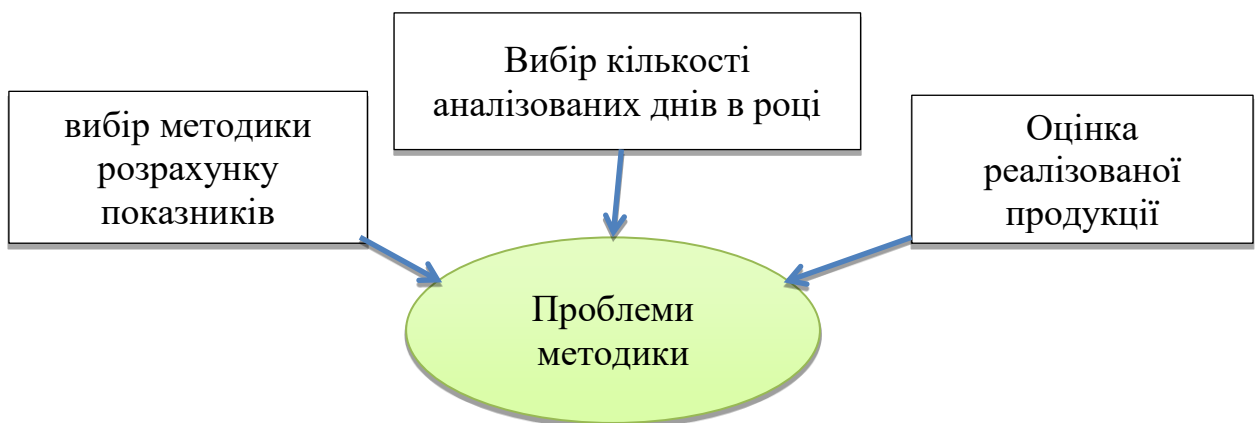 вибір методики
розрахунку
показників
Вибір кількості
аналізованих днів в році
Оцінка
реалізованої
продукції
Проблеми
методики